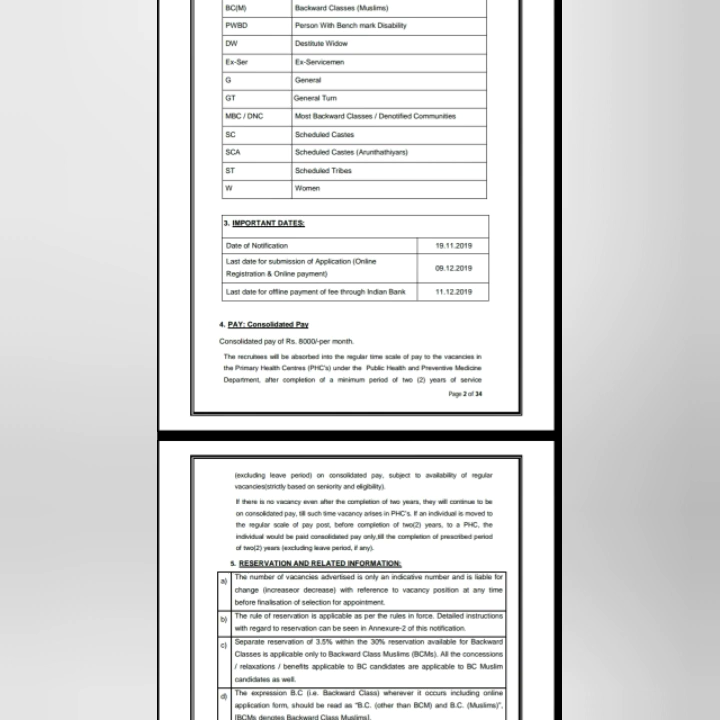 BC(M) Backward Classes (Muslims)
PWBD Person With Bench mark Disability
DW Destitute Widow
Ex-Ser Ex-Servicemen
G General
GT General Turn
MBC / DNC Most Backward Classes / Denotified Communities
SC Scheduled Castes
SCA Scheduled Castes (Arunthathiyars)
ST Scheduled Tribes
W Women
3. IMPORTANT DATES:
Date of Notification 19.11.2019
Last date for submission of Application (Online
Registration & Online payment) 09.12.2019
Last date for offline payment of fee through Indian Bank 11.12.2019
4. PAY: Consolidated Pay
Consolidated pay of Rs. 8000/-per month.
The recruitees will be absorbed into the regular time scale of pay to the vacancies in
the Primary Health Centres (PHC's) under the Public Health and Preventive Medicine
Department, after completion of a minimum period of two (2) years of service
Page 2 of 34
(excluding leave period) on consolidated pay, subject to availability of regular
vacancies(strictly based on seniority and eligibility).
If there is no vacancy even after the completion of two years, they will continue to be
on consolidated pay, till such time vacancy arises in PHC's. If an individual is moved to
the regular scale of pay post, before completion of two(2) years, to a PHC, the
individual would be paid consolidated pay only,till the completion of prescribed period
of two(2) years (excluding leave period, if any).
5. RESERVATION AND RELATED INFORMATION:
a) The number of vacancies advertised is only an indicative number and is liable for
change (increaseor decrease) with reference to vacancy position at any time
before finalisation of selection for appointment.
b) The rule of reservation is applicable as per the rules in force. Detailed instructions
with regard to reservation can be seen in Annexure-2 of this notification.
c) Separate reservation of 3.5% within the 30% reservation available for Backward
Classes is applicable only to Backward Class Muslims (BCMs). All the concessions
/ relaxations / benefits applicable to BC candidates are applicable to BC Muslim
candidates as well.
d) The expression B.C (i.e. Backward Class) wherever it occurs including online
application form, should be read as "B.C. (other than BCM) and B.C. (Muslims)",
[BCMs denotes Backward Class Muslims].